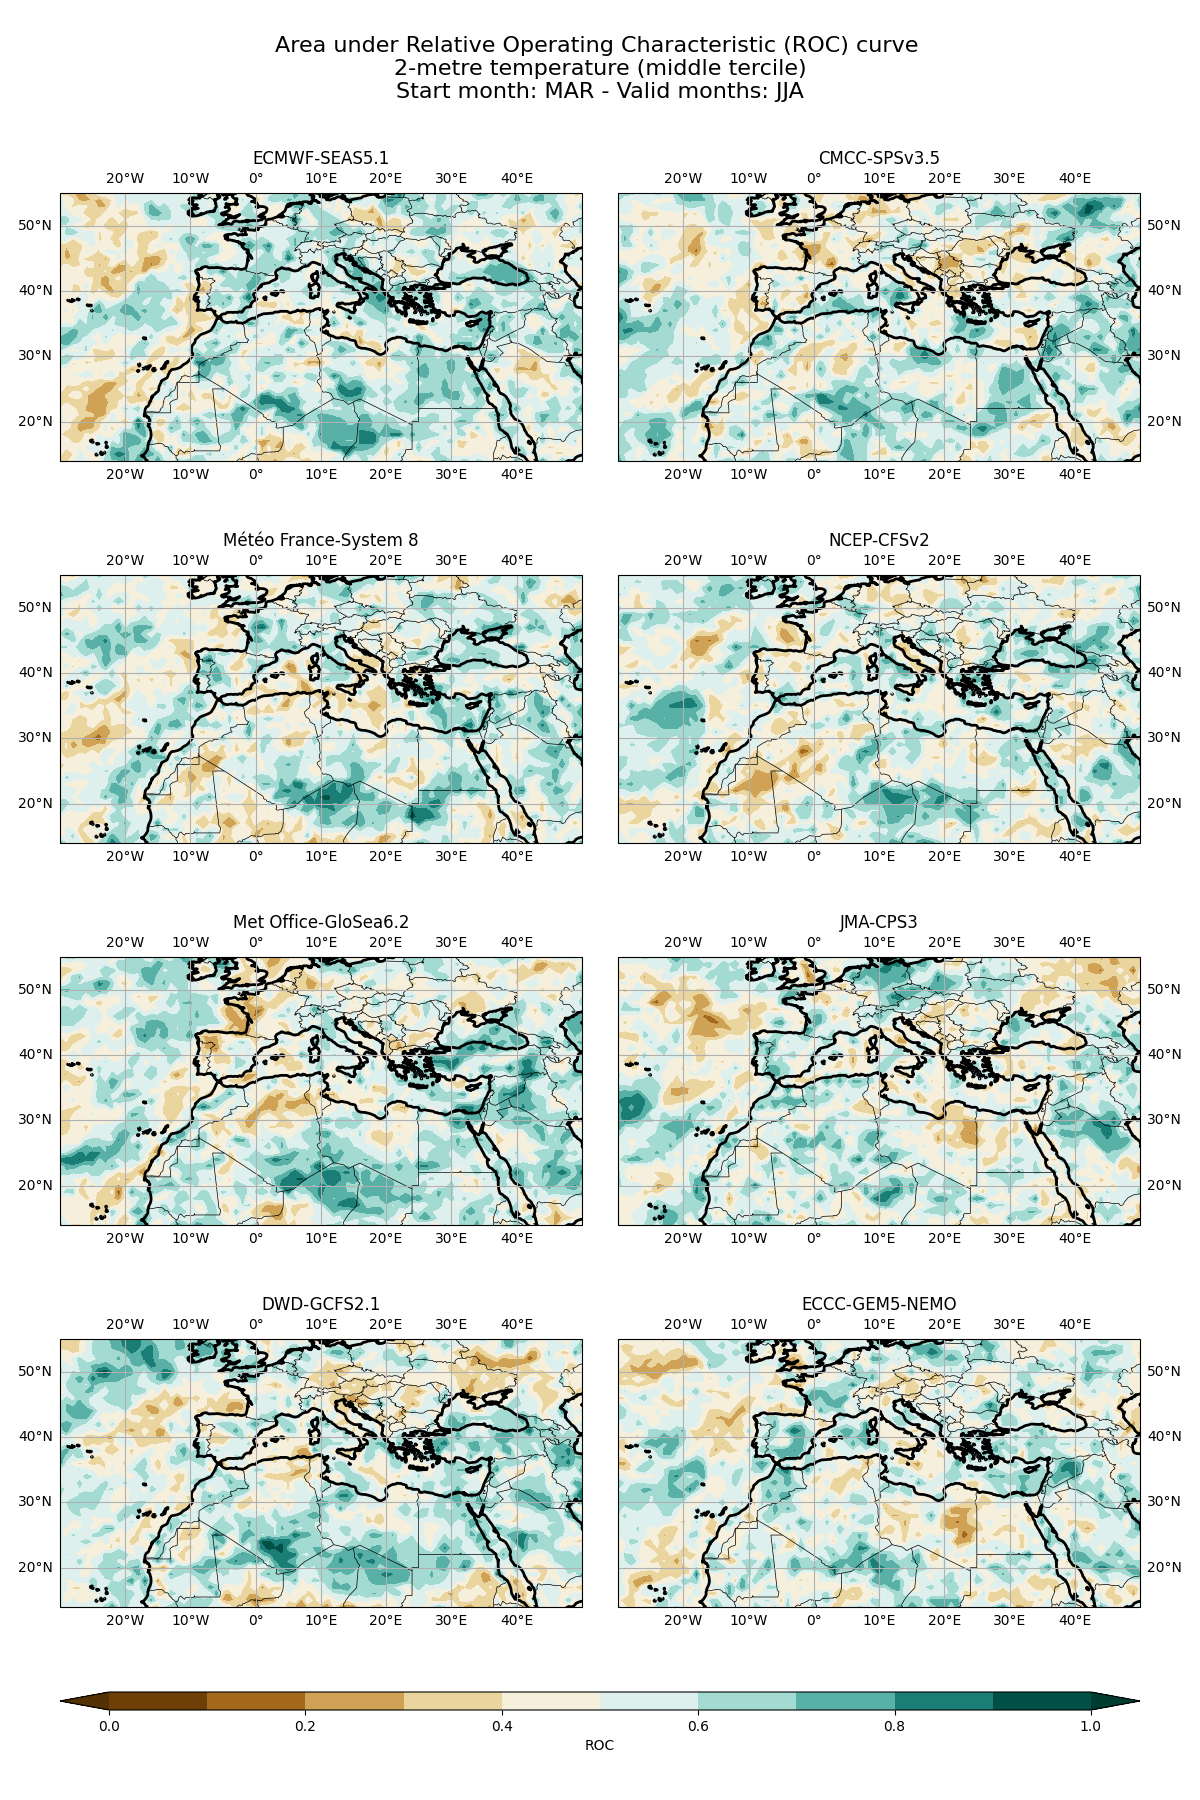 Area under Relative Operating Characteristic (ROC) curve
2-metre temperature (middle tercile)
Start month: MAR - Valid months: JJA
ECMWF-SEAS5.1
20°W 10°W 0° 10°E 20°E 30°E 40°E
50°N
40°N
30°N
20°N
20°W 10°W 0° 10°E 20°E 30°E 40°E
CMCC-SPSv3.5
20°W 10°W 0° 10°E 20°E 30°E 40°E
50°N
40°N
30°N
20°N
20°W 10°W 0° 10°E 20°E 30°E 40°E
Météo France-System 8
20°W 10°W 0° 10°E 20°E 30°E 40°E
50°N
40°N
30°N
20°N
20°W 10°W 0° 10°E 20°E 30°E 40°E
NCEP-CFSv2
20°W 10°W 0° 10°E 20°E 30°E 40°E
50°N
40°N
30°N
20°N
20°W 10°W 0° 10°E 20°E 30°E 40°E
Met Office-GloSea6.2
20°W 10°W 0° 10°E 20°E 30°E 40°E
50°N
40°N
30°N
20°N
20°W 10°W 0° 10°E 20°E 30°E 40°E
JMA-CPS3
20°W 10°W 0° 10°E 20°E 30°E 40°E
50°N
40°N
30°N
20°N
20°W 10°W 0° 10°E 20°E 30°E 40°E
DWD-GCFS2.1
20°W 10°W 0° 10°E 20°E 30°E 40°E
50°N
40°N
30°N
20°N
20°W 10°W 0° 10°E 20°E 30°E 40°E
ECCC-GEM5-NEMO
20°W 10°W 0° 10°E 20°E 30°E 40°E
50°N
40°N
30°N
20°N
20°W 10°W 0° 10°E 20°E 30°E 40°E
0.0 0.2 0.4 0.6 0.8 1.0
ROC